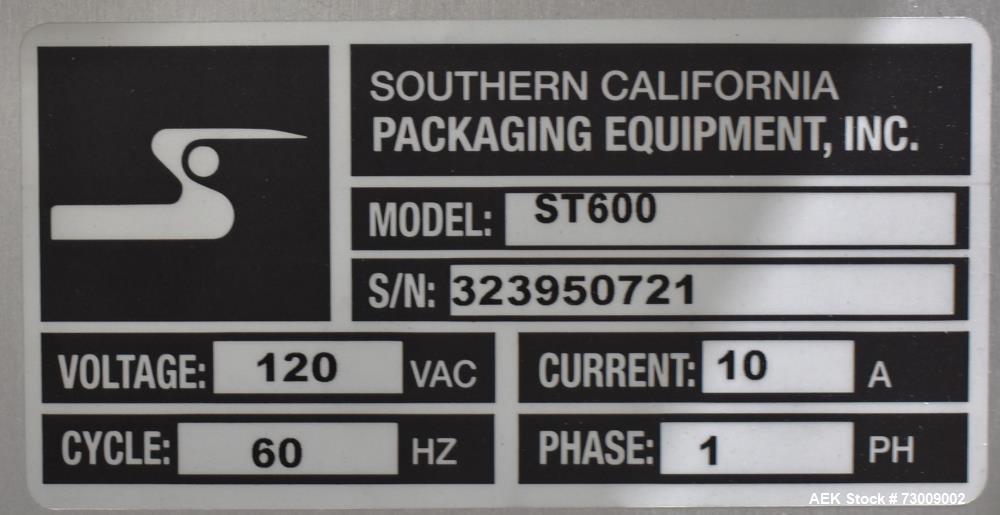 SOUTHERN CALIFORNIA
PACKAGING EQUIPMENT, INC.
MODEL: ST600
S/N: 323950721
VOLTAGE: 120 VAC
CURRENT: 10 A
CYCLE: 60 HZ
PHASE: 1 PH
AEK Stock # 73009002